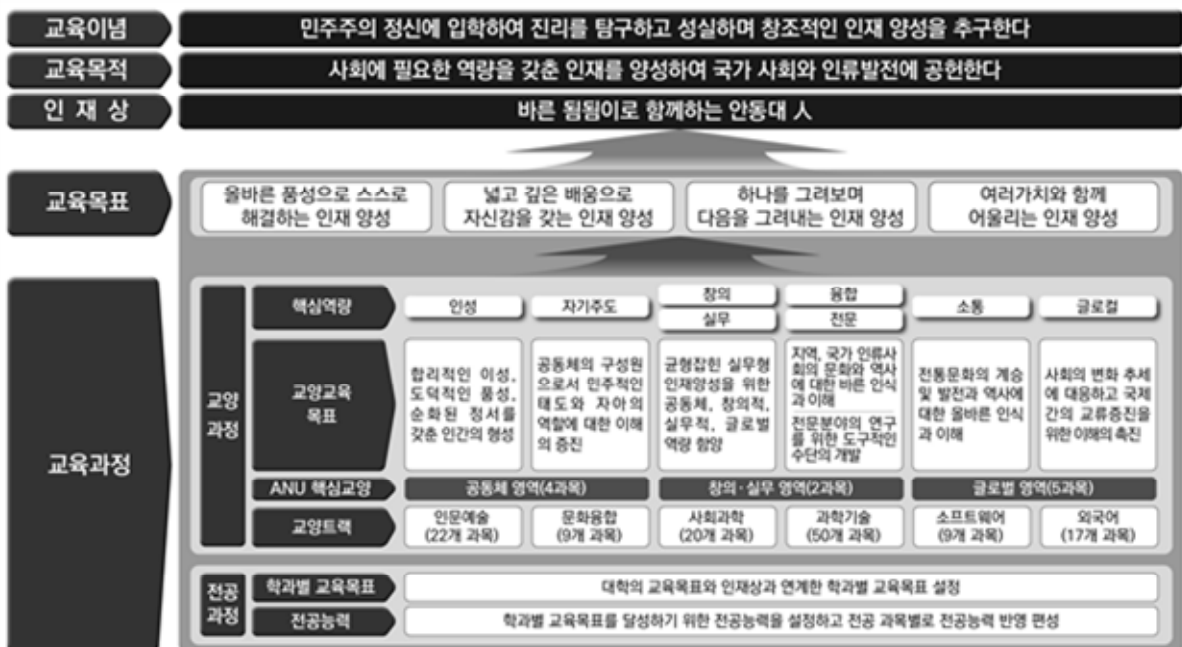 교육이념
민주주의 정신에 입학하여 진리를 탐구하고 성실하며 창조적인 인재 양성을 추구한다
교육목적
사회에 필요한 역량을 갖춘 인재를 양성하여 국가 사회와 인류발전에 공헌한다
인 재 상
바른 됨됨이로 함께하는 안동대 人
교육목표
올바른 품성으로 스스로
해결하는 인재 양성
넓고 깊은 배움으로
자신감을 갖는 인재 양성
하나를 그려보며
다음을 그려내는 인재 양성
여러가치와 함께
어울리는 인재 양성
교육과정
교양
과정
핵심역량
인성
자기주도
창의
실무
융합
전문
소통
글로컬
교양교육
목표
합리적인 이성,
도덕적인 품성,
순화된 정서를
갖춘 인간의 형성
공동체의 구성원
으로서 민주적인
태도와 자아의
역할에 대한 이해
의 증진
균형잡힌 실무형
인재양성을 위한
공동체, 창의적,
실무적, 글로벌
역량 함양
지역, 국가 인류사
회의 문화와 역사
에 대한 바른 인식
과 이해
전문분야의 연구
를 위한 도구적인
수단의 개발
전통문화의 계승
및 발전과 역사에
대한 올바른 인식
과 이해
사회의 변화 추세
에 대응하고 국제
간의 교류증진을
위한 이해의 촉진
ANU 핵심교양
공동체 영역(4과목)
창의·실무 영역(2과목)
글로벌 영역(5과목)
교양트랙
인문예술
(22개 과목)
문화융합
(9개 과목)
사회과학
(20개 과목)
과학기술
(50개 과목)
소프트웨어
(9개 과목)
외국어
(17개 과목)
전공
과정
학과별 교육목표
대학의 교육목표와 인재상과 연계한 학과별 교육목표 설정
전공능력
학과별 교육목표를 달성하기 위한 전공능력을 설정하고 전공 과목별로 전공능력 반영 편성